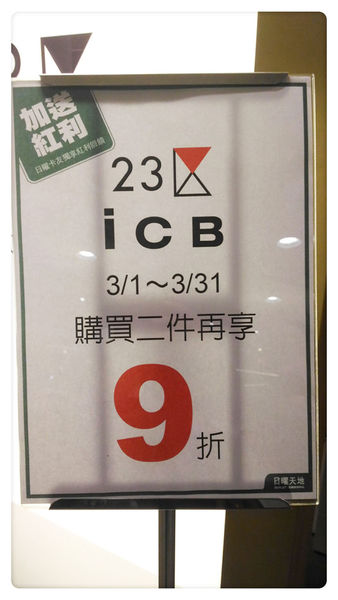 加送
紅利
日曜卡友獨享紅利回饋
23区
iCB
3/1～3/31
購買二件再享
9折
日曜天地